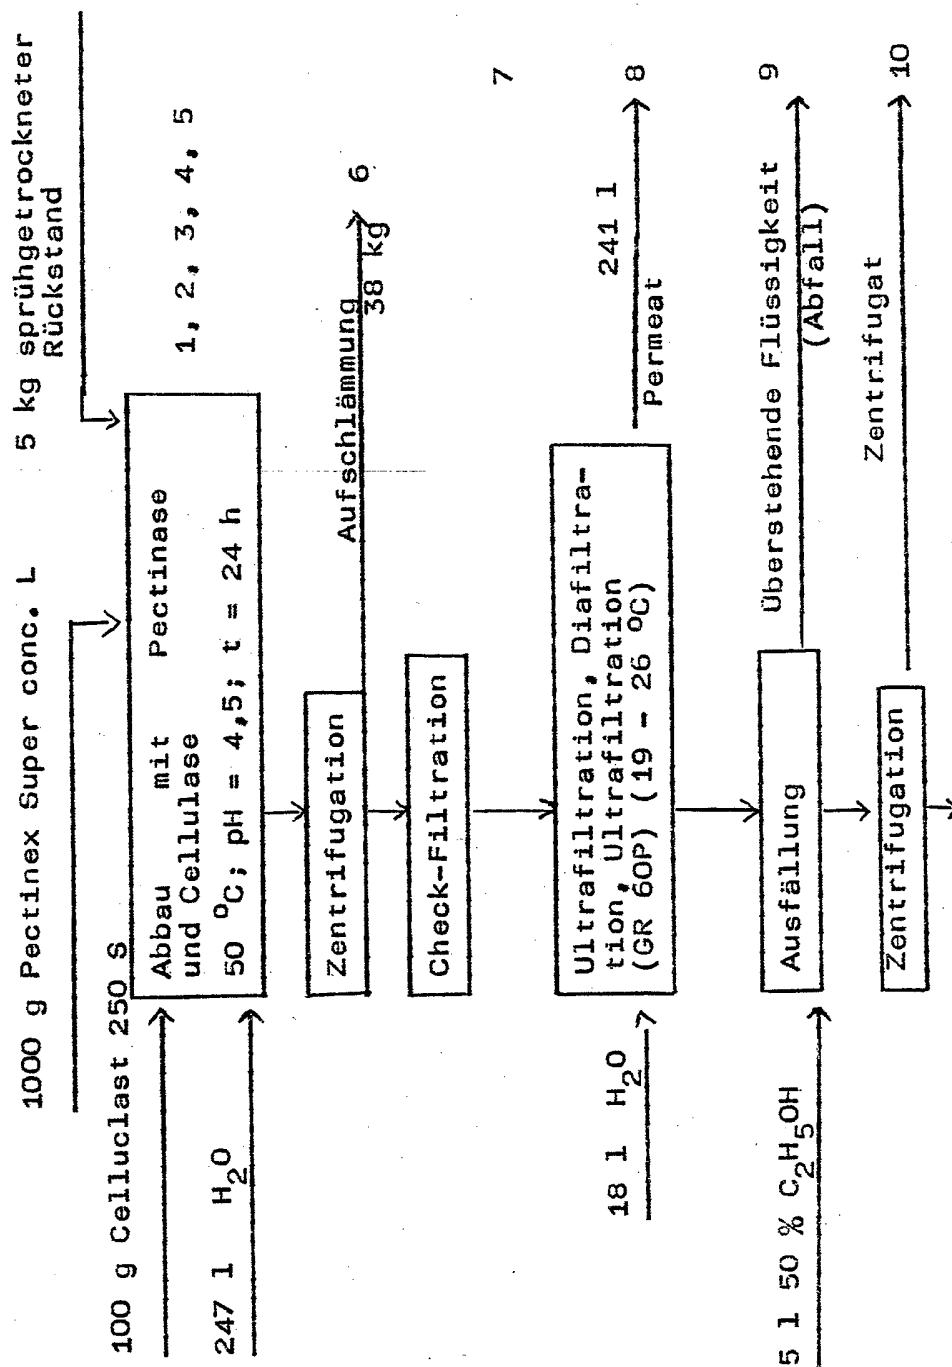 1000 g Pectinex Super conc. L
5 kg sprühgetrockneter
Rückstand
100 g Celluclast 250 S
247 l H2O
Abbau mit Pectinase
und Cellulase
50 °C; pH = 4,5; t = 24 h
1, 2, 3, 4, 5
Zentrifugation
Aufschlämmung
38 kg
6
Check-Filtration
7
18 l H2O
Ultrafiltration, Diafiltra-
tion, Ultrafiltration
(GR 60P) (19 - 26 °C)
241 l
Permeat
8
5 l 50 % C2H5OH
Ausfällung
Überstehende Flüssigkeit
(Abfall)
9
Zentrifugation
Zentrifugat
10